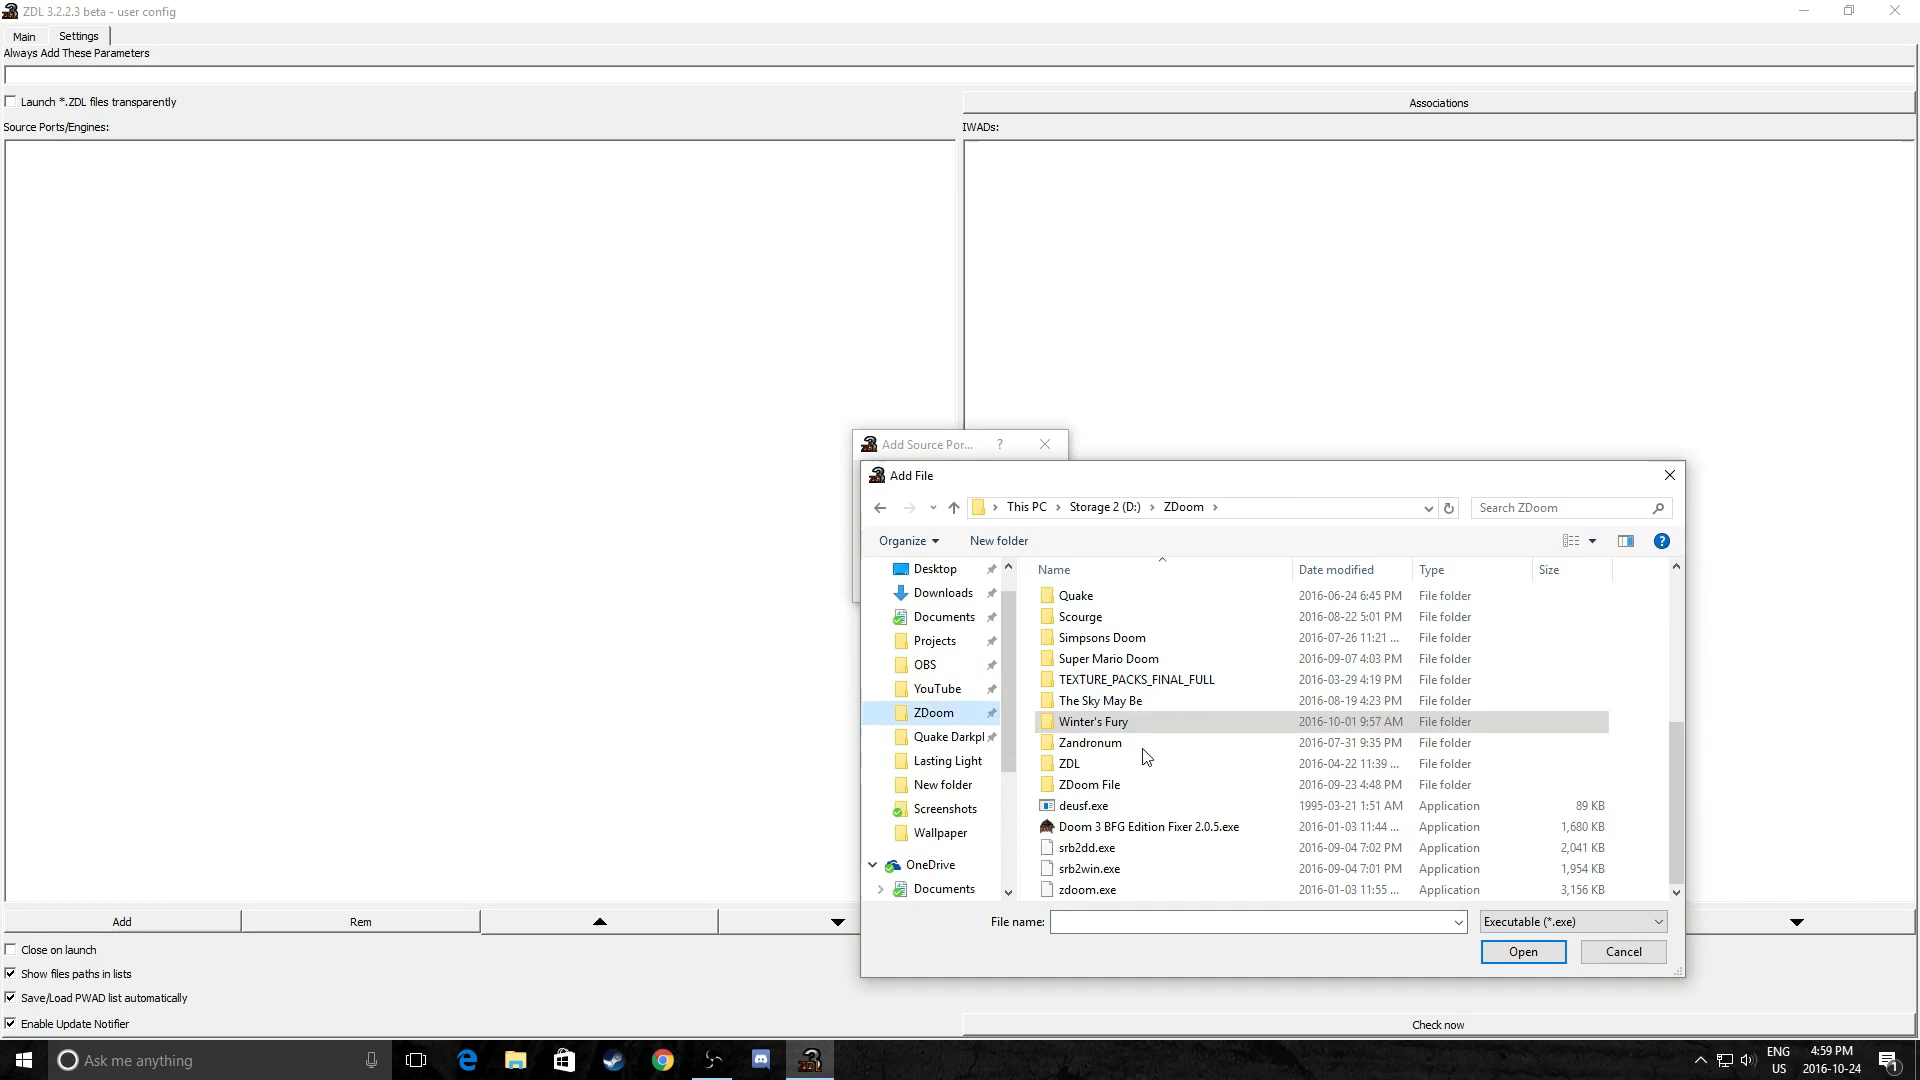 ZDL 3.2.2.3 beta - user config
Main
Settings
Always Add These Parameters
Launch *.ZDL files transparently
Associations
Source Ports/Engines:
IWADs:
Add Source Por...
?
Add File
This PC
Storage 2 (D:)
ZDoom
Search ZDoom
Organize
New folder
Name
Date modified
Type
Size
Desktop
Downloads
Documents
Projects
OBS
YouTube
ZDoom
Quake Darkpl
Lasting Light
New folder
Screenshots
Wallpaper
OneDrive
Documents
Quake 2016-06-24 6:45 PM File folder
Scourge 2016-08-22 5:01 PM File folder
Simpsons Doom 2016-07-26 11:21 ... File folder
Super Mario Doom 2016-09-07 4:03 PM File folder
TEXTURE_PACKS_FINAL_FULL 2016-03-29 4:19 PM File folder
The Sky May Be 2016-08-19 4:23 PM File folder
Winter's Fury 2016-10-01 9:57 AM File folder
Zandronum 2016-07-31 9:35 PM File folder
ZDL 2016-04-22 11:39 ... File folder
ZDoom File 2016-09-23 4:48 PM File folder
deusf.exe 1995-03-21 1:51 AM Application 89 KB
Doom 3 BFG Edition Fixer 2.0.5.exe 2016-01-03 11:44 ... Application 1,680 KB
srb2dd.exe 2016-09-04 7:02 PM Application 2,041 KB
srb2win.exe 2016-09-04 7:01 PM Application 1,954 KB
zdoom.exe 2016-01-03 11:55 ... Application 3,156 KB
File name:
Executable (*.exe)
Open
Cancel
Add
Rem
Close on launch
Show files paths in lists
Save/Load PWAD list automatically
Enable Update Notifier
Check now
Ask me anything
ENG
US
4:59 PM
2016-10-24
1